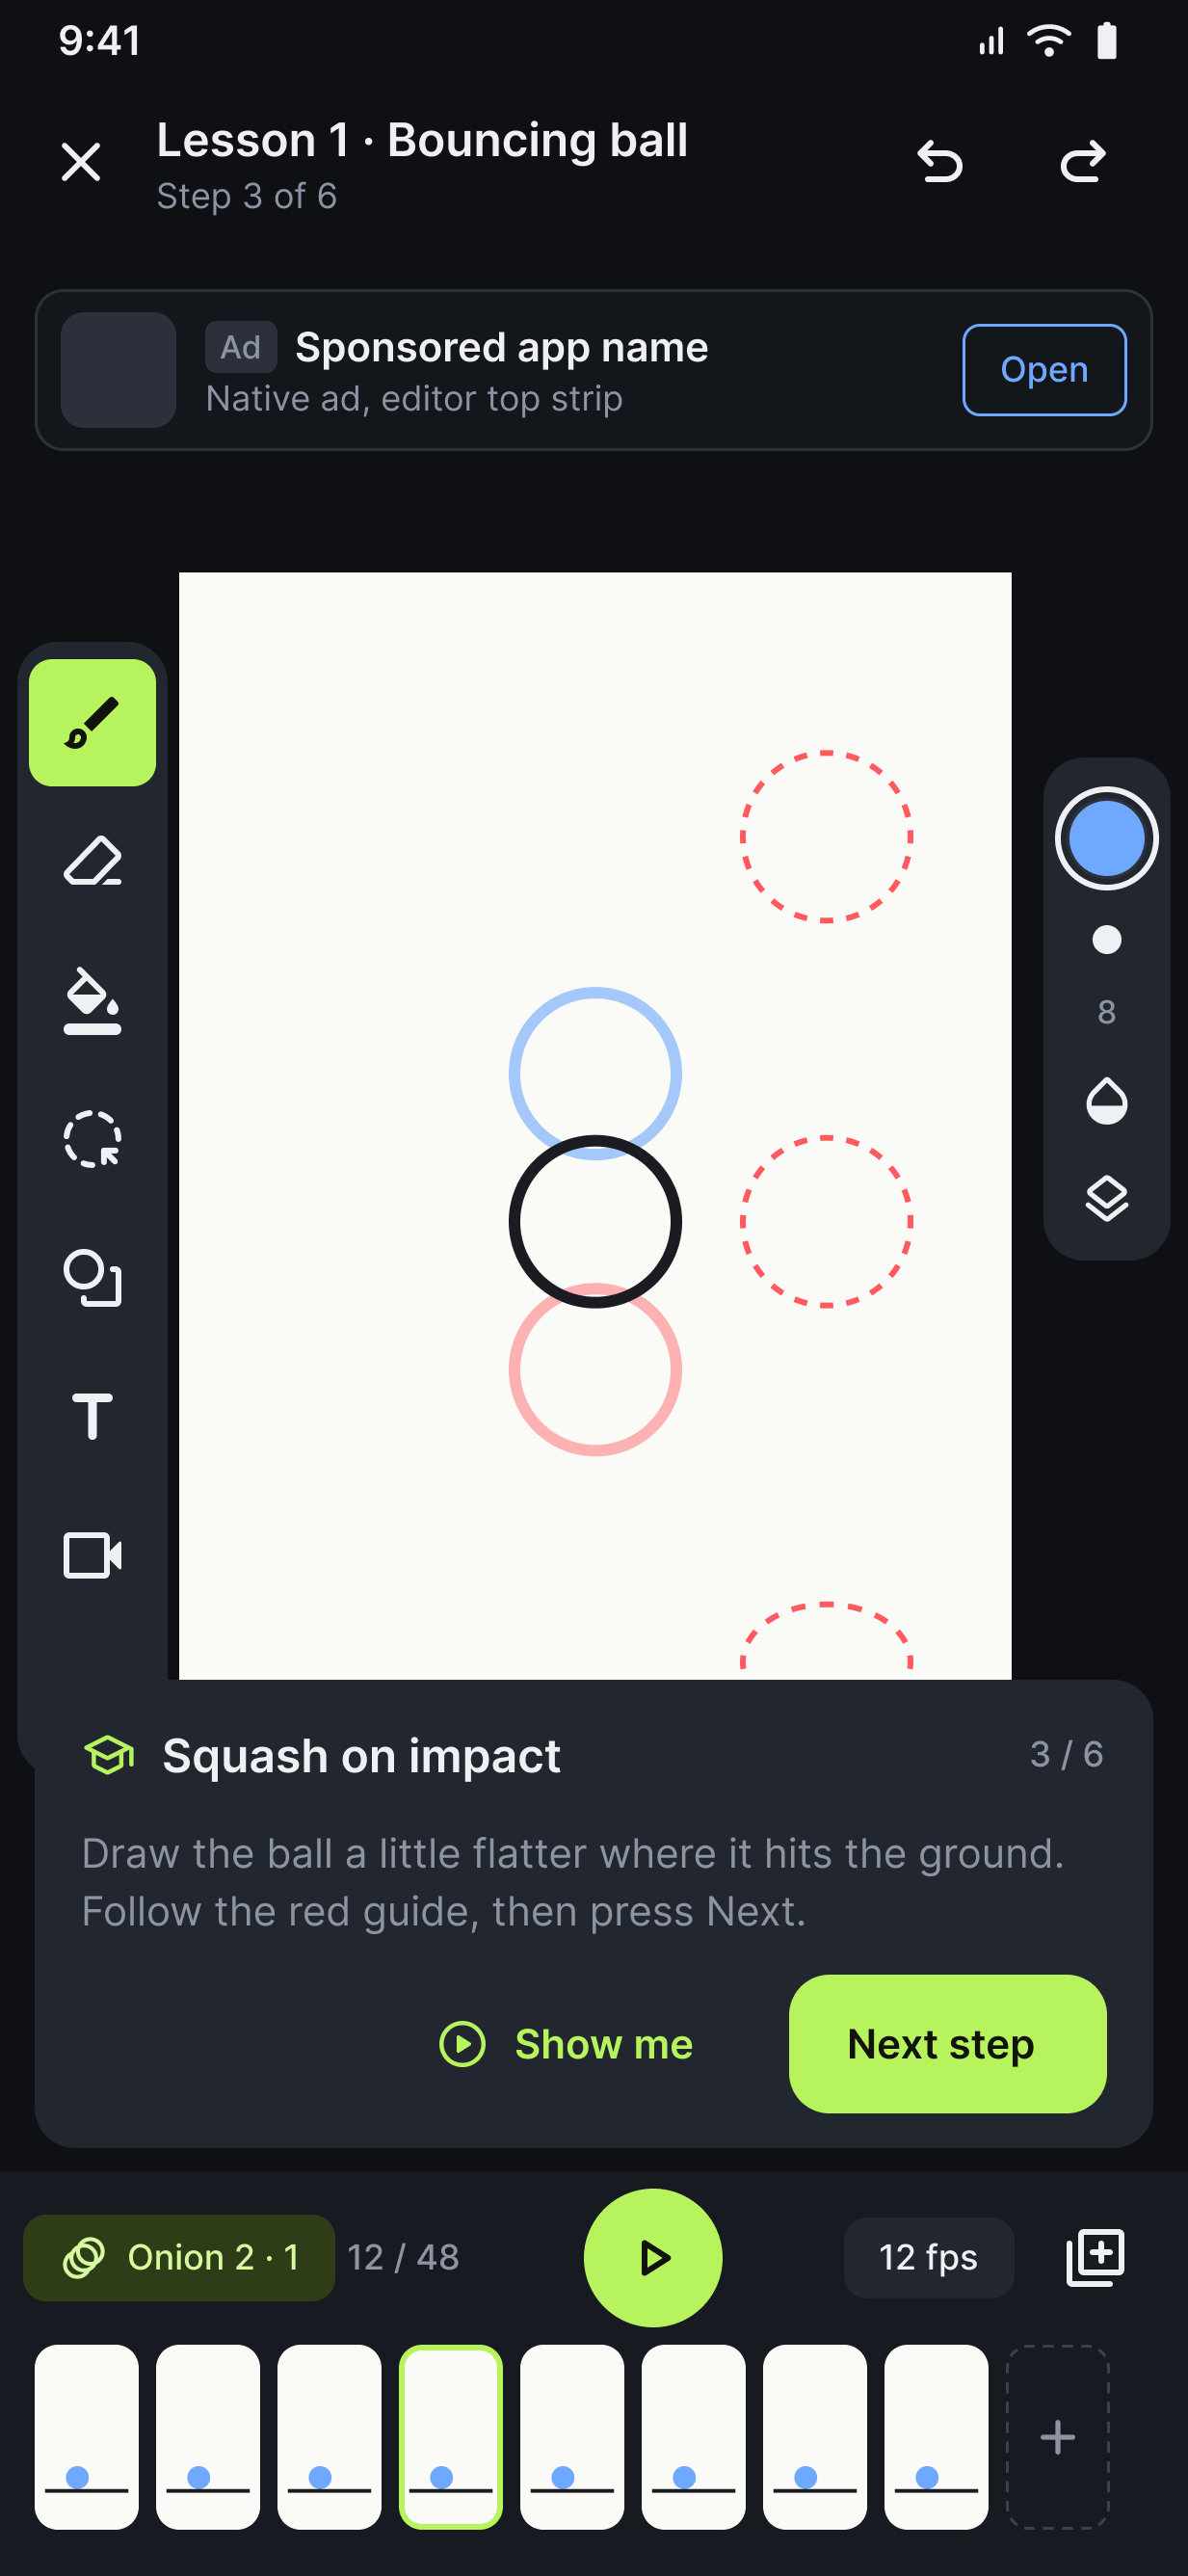 9:41
Lesson 1 · Bouncing ball
Step 3 of 6
Ad Sponsored app name
Native ad, editor top strip
Open
8
Squash on impact
3 / 6
Draw the ball a little flatter where it hits the ground.
Follow the red guide, then press Next.
Show me
Next step
Onion 2 · 1
12 / 48
12 fps